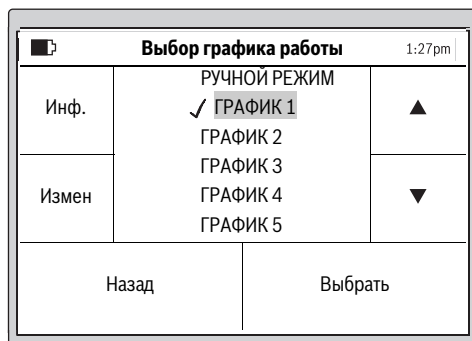 Выбор графика работы 1:27pm
РУЧНОЙ РЕЖИМ
Инф.
✓ ГРАФИК 1
▲
ГРАФИК 2
ГРАФИК 3
Измен
ГРАФИК 4
▼
ГРАФИК 5
Назад
Выбрать